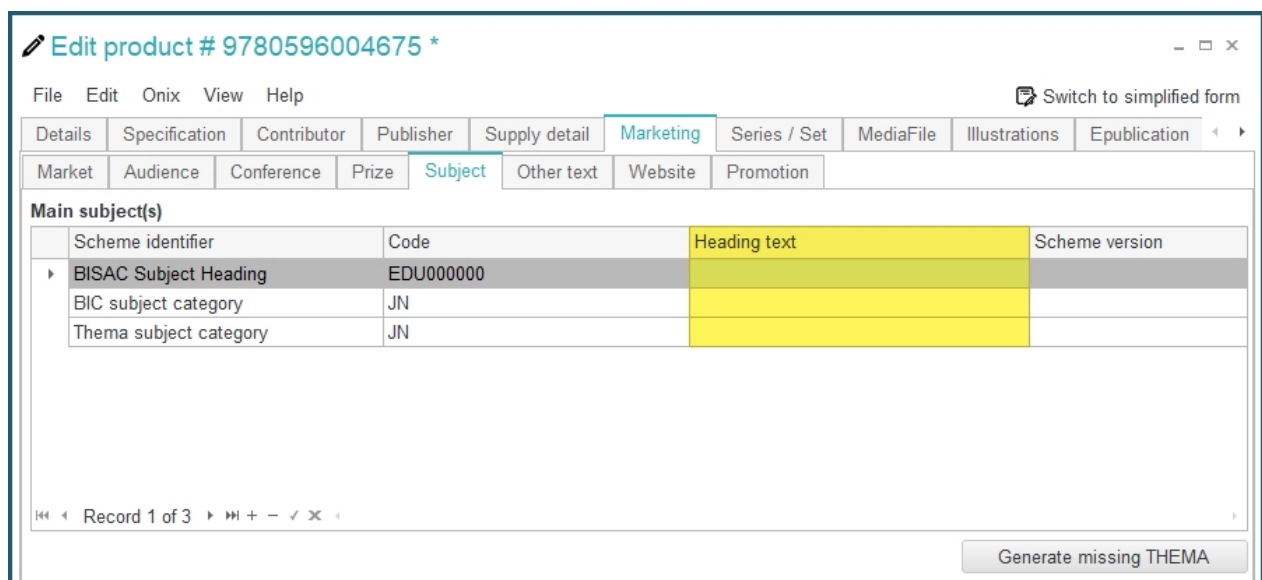 Edit product # 9780596004675 *
File Edit Onix View Help Switch to simplified form
Details Specification Contributor Publisher Supply detail Marketing Series / Set MediaFile Illustrations Epublication
Market Audience Conference Prize Subject Other text Website Promotion
Main subject(s)
Scheme identifier Code Heading text Scheme version
BISAC Subject Heading EDU000000
BIC subject category JN
Thema subject category JN
Record 1 of 3
Generate missing THEMA